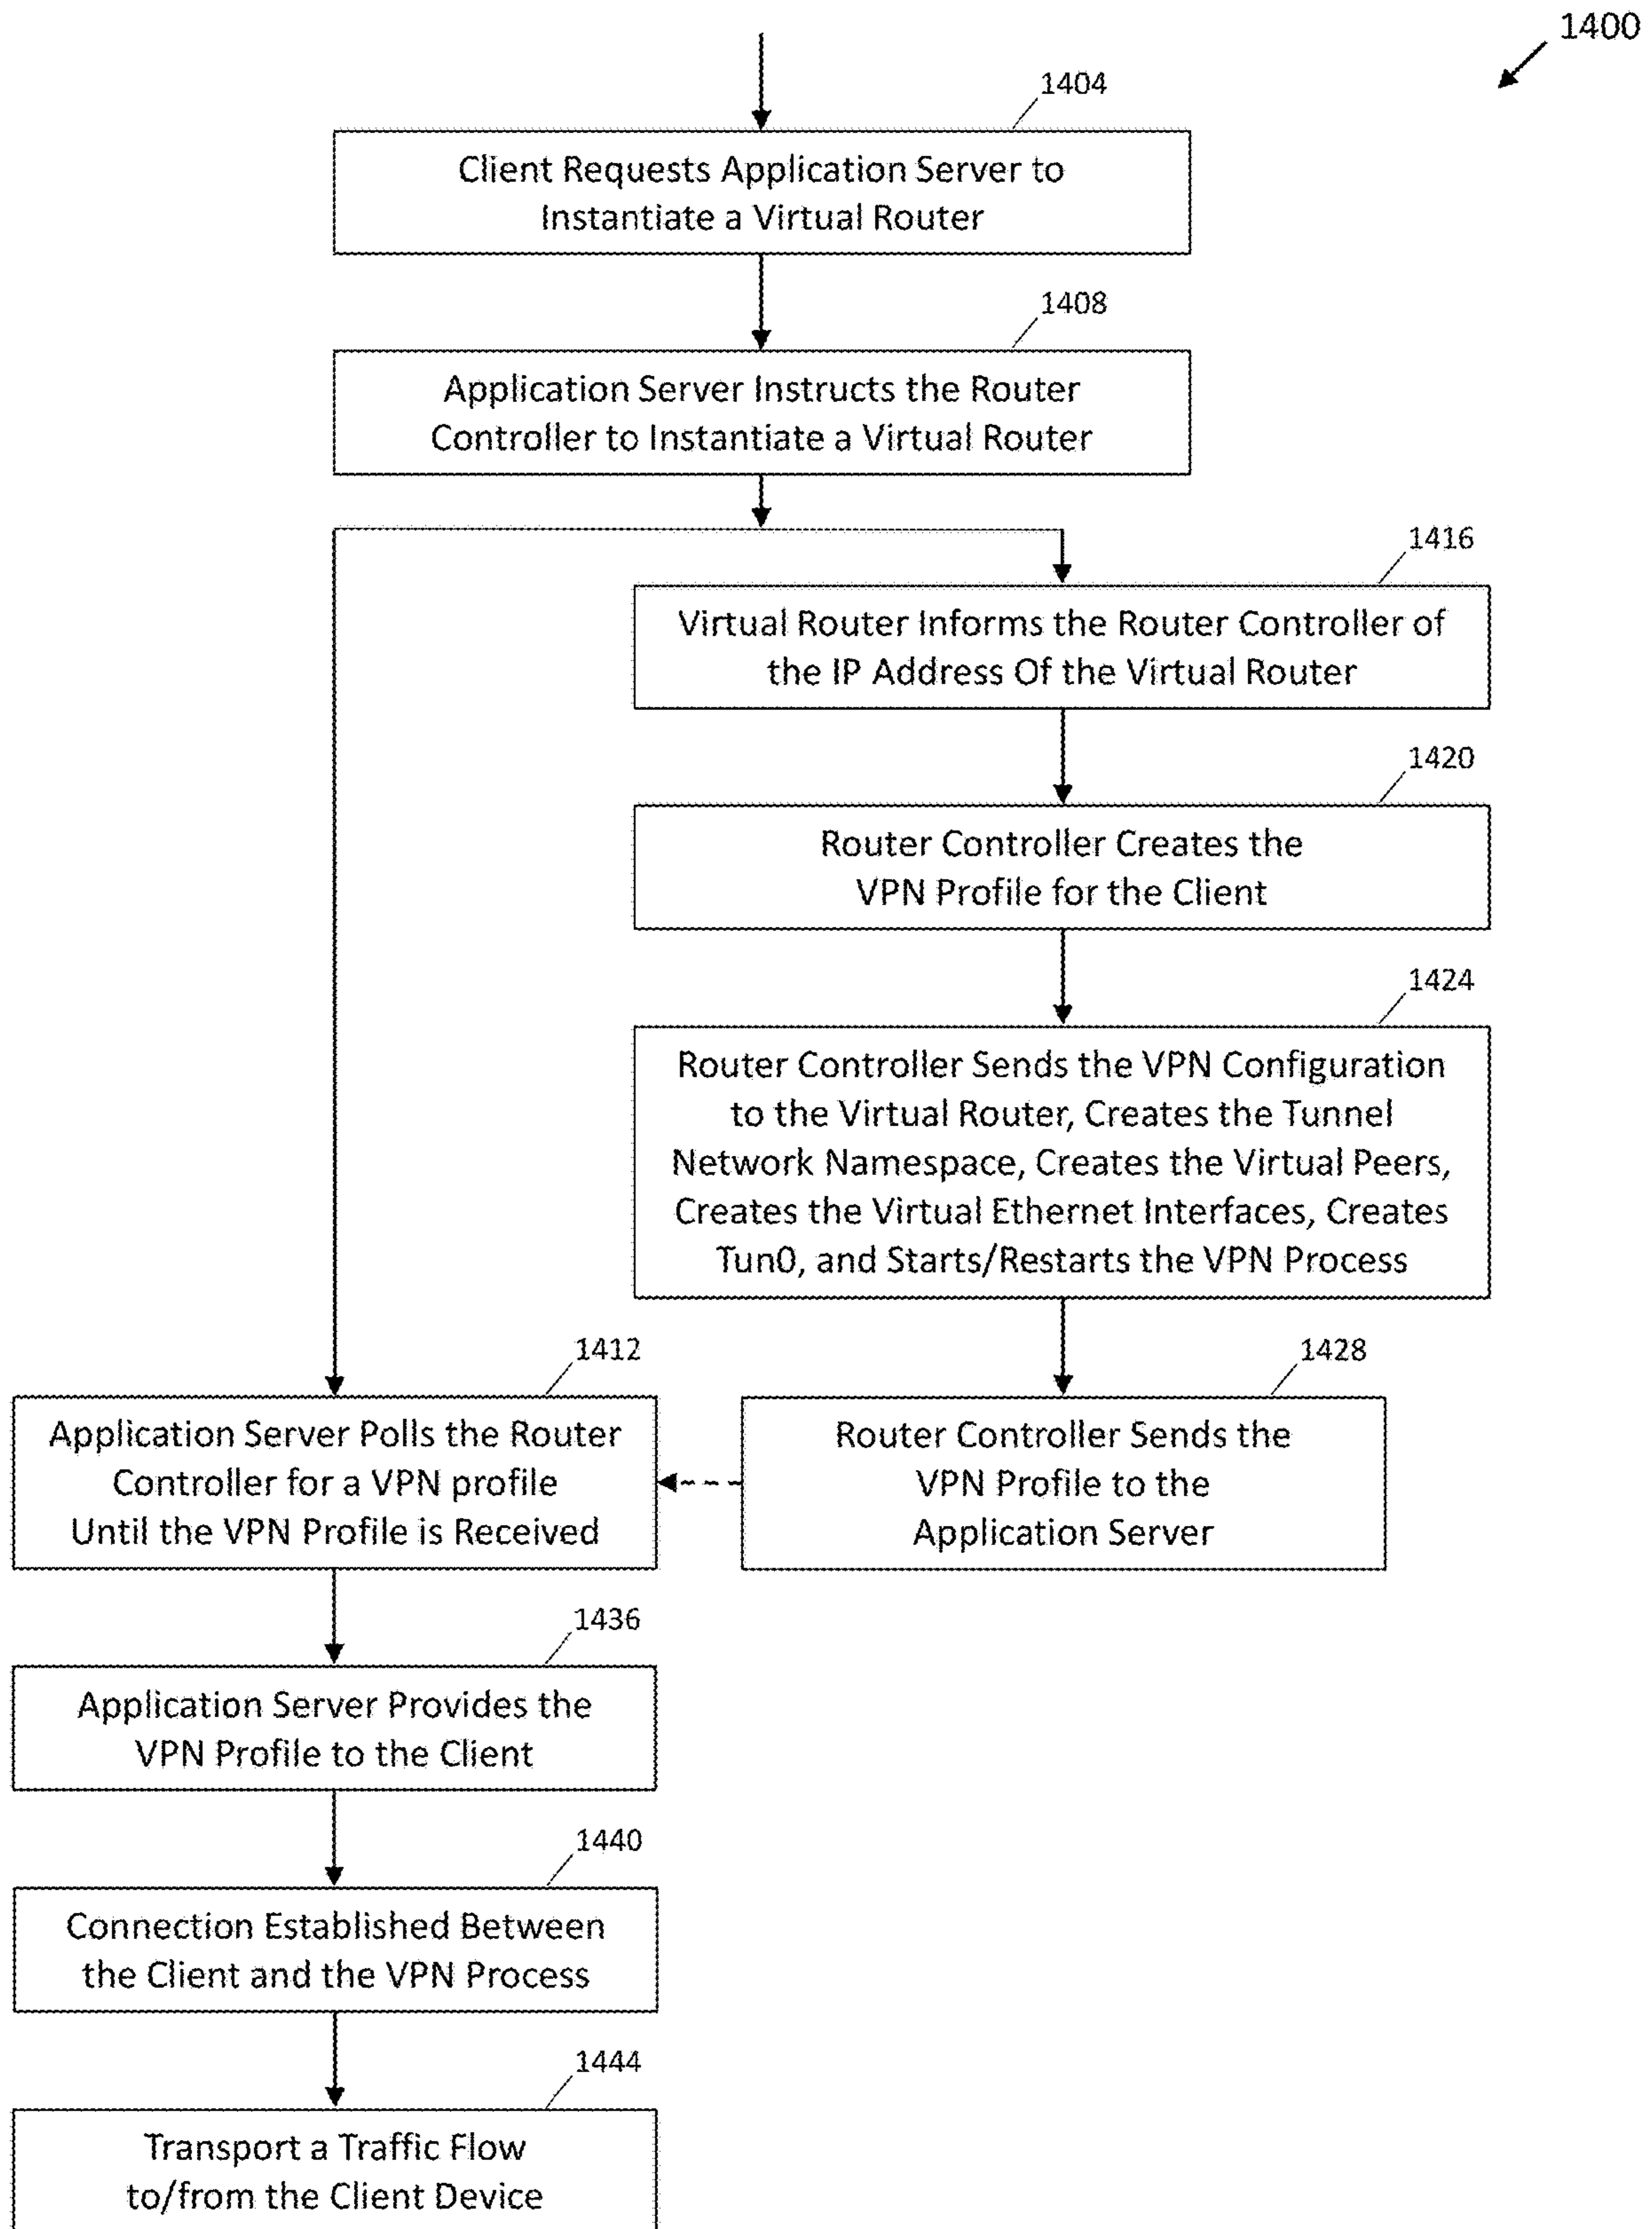 1400
1404
Client Requests Application Server to
Instantiate a Virtual Router
1408
Application Server Instructs the Router
Controller to Instantiate a Virtual Router
1416
Virtual Router Informs the Router Controller of
the IP Address Of the Virtual Router
1420
Router Controller Creates the
VPN Profile for the Client
1424
Router Controller Sends the VPN Configuration
to the Virtual Router, Creates the Tunnel
Network Namespace, Creates the Virtual Peers,
Creates the Virtual Ethernet Interfaces, Creates
Tun0, and Starts/Restarts the VPN Process
1412
Application Server Polls the Router
Controller for a VPN profile
Until the VPN Profile is Received
1428
Router Controller Sends the
VPN Profile to the
Application Server
1436
Application Server Provides the
VPN Profile to the Client
1440
Connection Established Between
the Client and the VPN Process
1444
Transport a Traffic Flow
to/from the Client Device